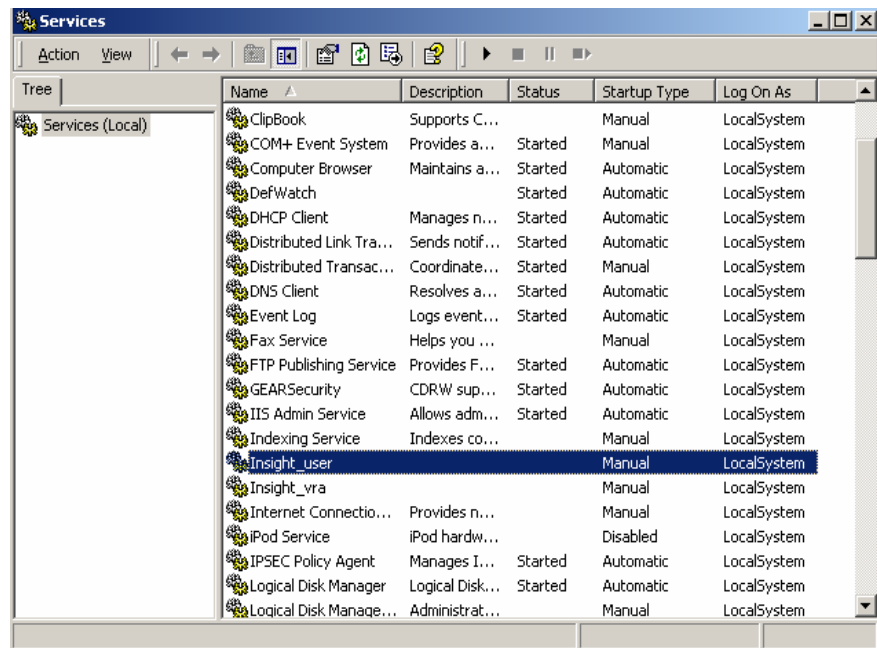 Services
Action View
Tree
Name Description Status Startup Type Log On As
Services (Local)
ClipBook Supports C... Manual LocalSystem
COM+ Event System Provides a... Started Manual LocalSystem
Computer Browser Maintains a... Started Automatic LocalSystem
DefWatch Started Automatic LocalSystem
DHCP Client Manages n... Started Automatic LocalSystem
Distributed Link Tra... Sends notif... Started Automatic LocalSystem
Distributed Transac... Coordinate... Started Manual LocalSystem
DNS Client Resolves a... Started Automatic LocalSystem
Event Log Logs event... Started Automatic LocalSystem
Fax Service Helps you ... Manual LocalSystem
FTP Publishing Service Provides F... Started Automatic LocalSystem
GEARSecurity CDRW sup... Started Automatic LocalSystem
IIS Admin Service Allows adm... Started Automatic LocalSystem
Indexing Service Indexes co... Manual LocalSystem
Insight_user Manual LocalSystem
Insight_vra Manual LocalSystem
Internet Connectio... Provides n... Manual LocalSystem
iPod Service iPod hardw... Disabled LocalSystem
IPSEC Policy Agent Manages I... Started Automatic LocalSystem
Logical Disk Manager Logical Disk... Started Automatic LocalSystem
Logical Disk Manage... Administrat... Manual LocalSystem